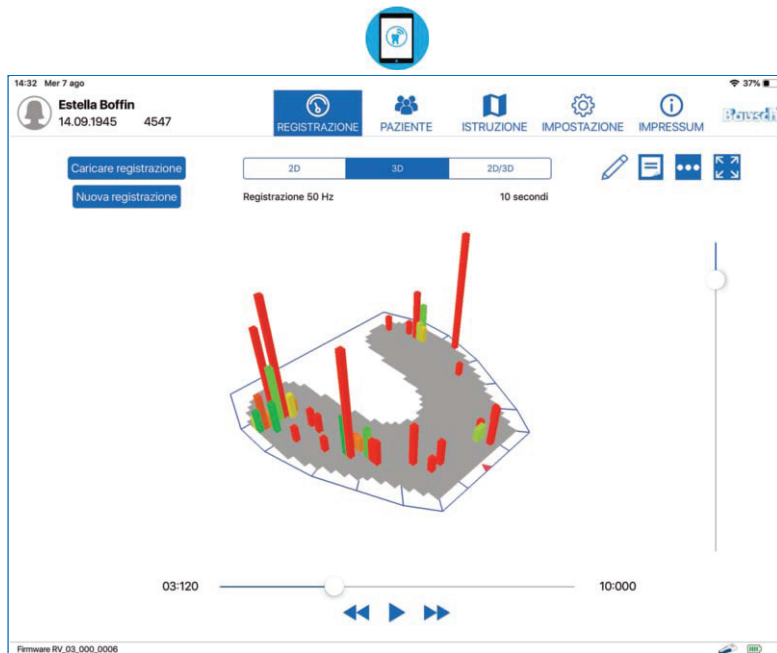 14:32 Mer 7 ago
37%
Estella Boffin
14.09.1945 4547
REGISTRAZIONE PAZIENTE ISTRUZIONE IMPOSTAZIONE IMPRESSUM
Bausch
Caricare registrazione
2D 3D 2D/3D
Nuova registrazione
Registrazione 50 Hz 10 secondi
03:120 10:000
Firmware RV_03_000_0006